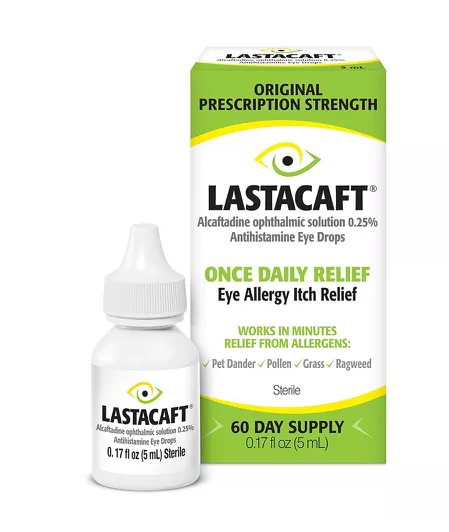 5 mL
ORIGINAL
PRESCRIPTION STRENGTH
LASTACAFT®
Alcaftadine ophthalmic solution 0.25%
Antihistamine Eye Drops
ONCE DAILY RELIEF
Eye Allergy Itch Relief
WORKS IN MINUTES
RELIEF FROM ALLERGENS:
✓Pet Dander ✓Pollen ✓Grass ✓Ragweed
Sterile
60 DAY SUPPLY
0.17 fl oz (5 mL)
LASTACAFT®
Alcaftadine ophthalmic solution 0.25%
Antihistamine Eye Drops
0.17 fl oz (5 mL) Sterile